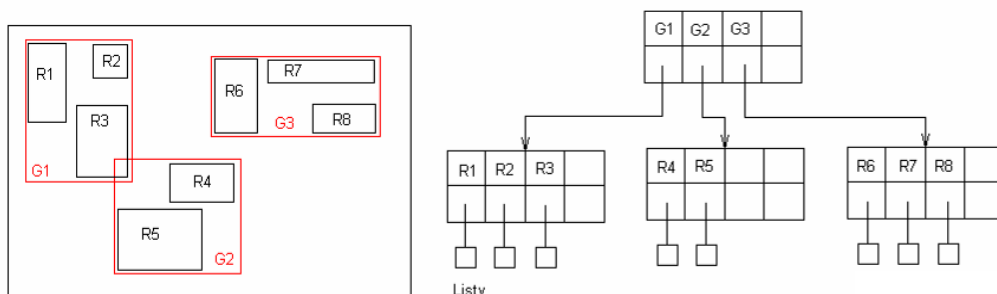 R1
R2
R3
G1
R4
R5
G2
R6
R7
R8
G3
G1 G2 G3
R1 R2 R3
R4 R5
R6 R7 R8
Listy